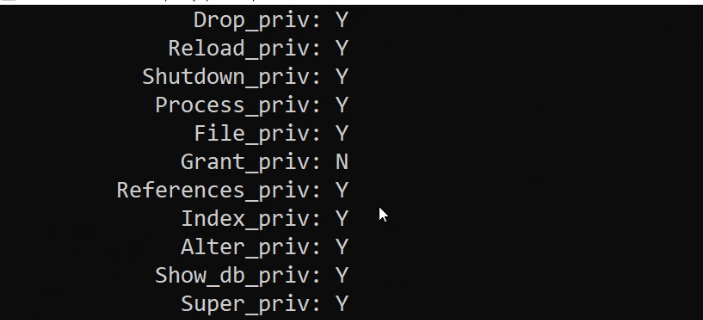 Drop_priv: Y
Reload_priv: Y
Shutdown_priv: Y
Process_priv: Y
File_priv: Y
Grant_priv: N
References_priv: Y
Index_priv: Y
Alter_priv: Y
Show_db_priv: Y
Super_priv: Y